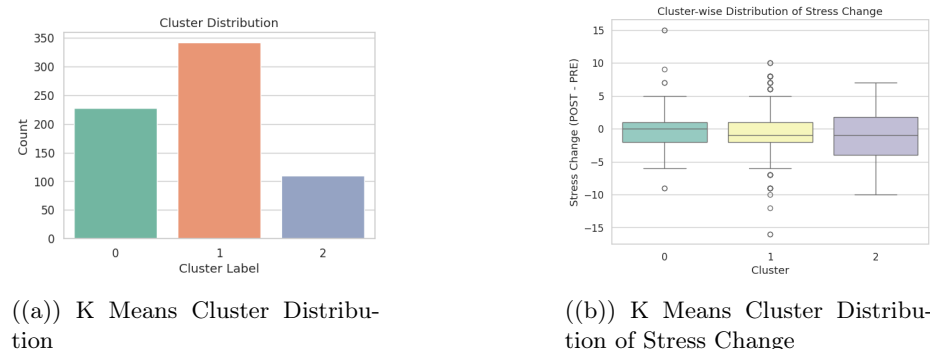 Cluster Distribution
350
300
250
200
150
100
50
0
Count
0 1 2
Cluster Label
((a)) K Means Cluster Distribu-
tion
Cluster-wise Distribution of Stress Change
15
10
5
0
−5
−10
−15
Stress Change (POST - PRE)
0 1 2
Cluster
((b)) K Means Cluster Distribu-
tion of Stress Change